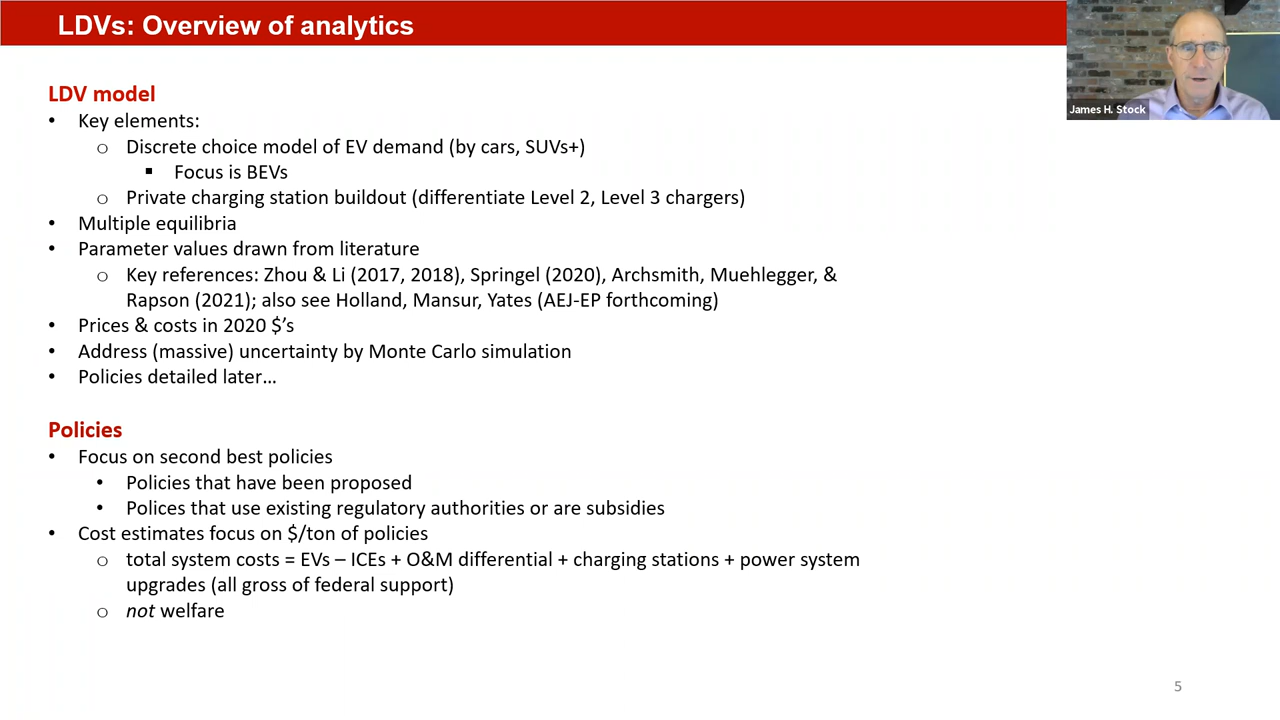 LDVs: Overview of analytics
James H. Stock
LDV model
• Key elements:
o Discrete choice model of EV demand (by cars, SUVs+)
▪ Focus is BEVs
o Private charging station buildout (differentiate Level 2, Level 3 chargers)
• Multiple equilibria
• Parameter values drawn from literature
o Key references: Zhou & Li (2017, 2018), Springel (2020), Archsmith, Muehlegger, &
Rapson (2021); also see Holland, Mansur, Yates (AEJ-EP forthcoming)
• Prices & costs in 2020 $'s
• Address (massive) uncertainty by Monte Carlo simulation
• Policies detailed later…
Policies
• Focus on second best policies
• Policies that have been proposed
• Polices that use existing regulatory authorities or are subsidies
• Cost estimates focus on $/ton of policies
o total system costs = EVs – ICEs + O&M differential + charging stations + power system
upgrades (all gross of federal support)
o not welfare
5